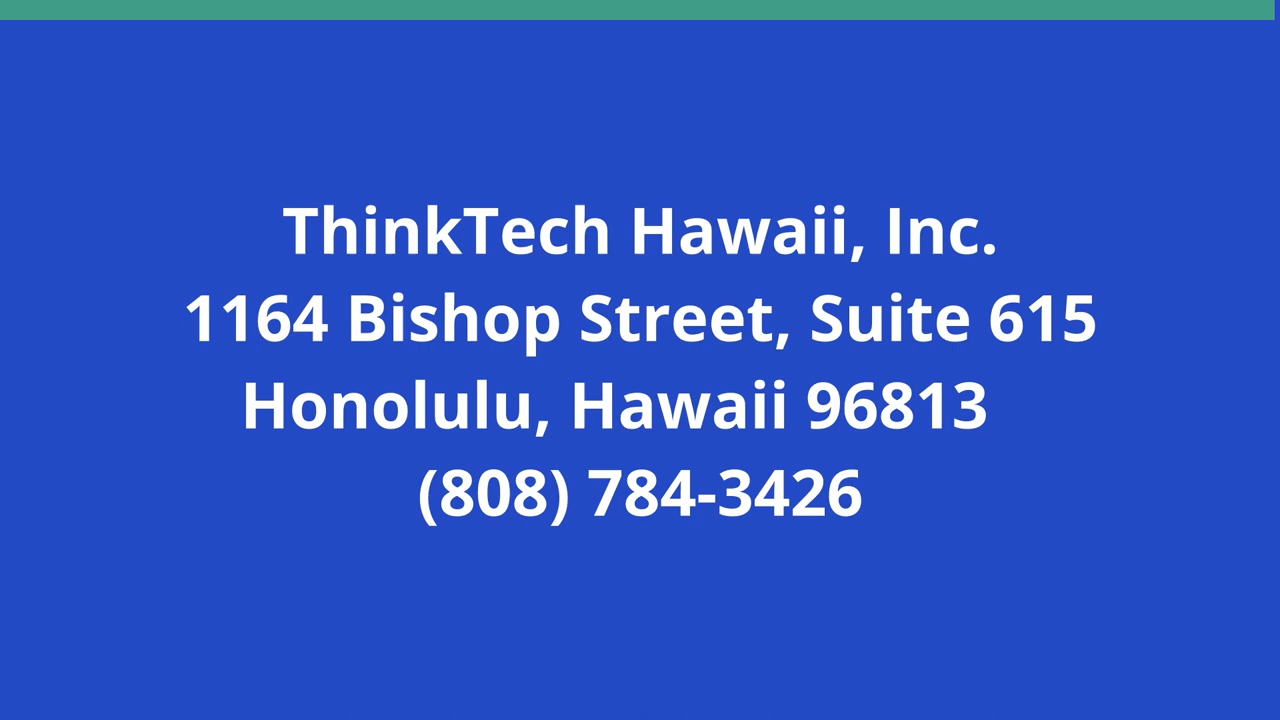 ThinkTech Hawaii, Inc.
1164 Bishop Street, Suite 615
Honolulu, Hawaii 96813
(808) 784-3426